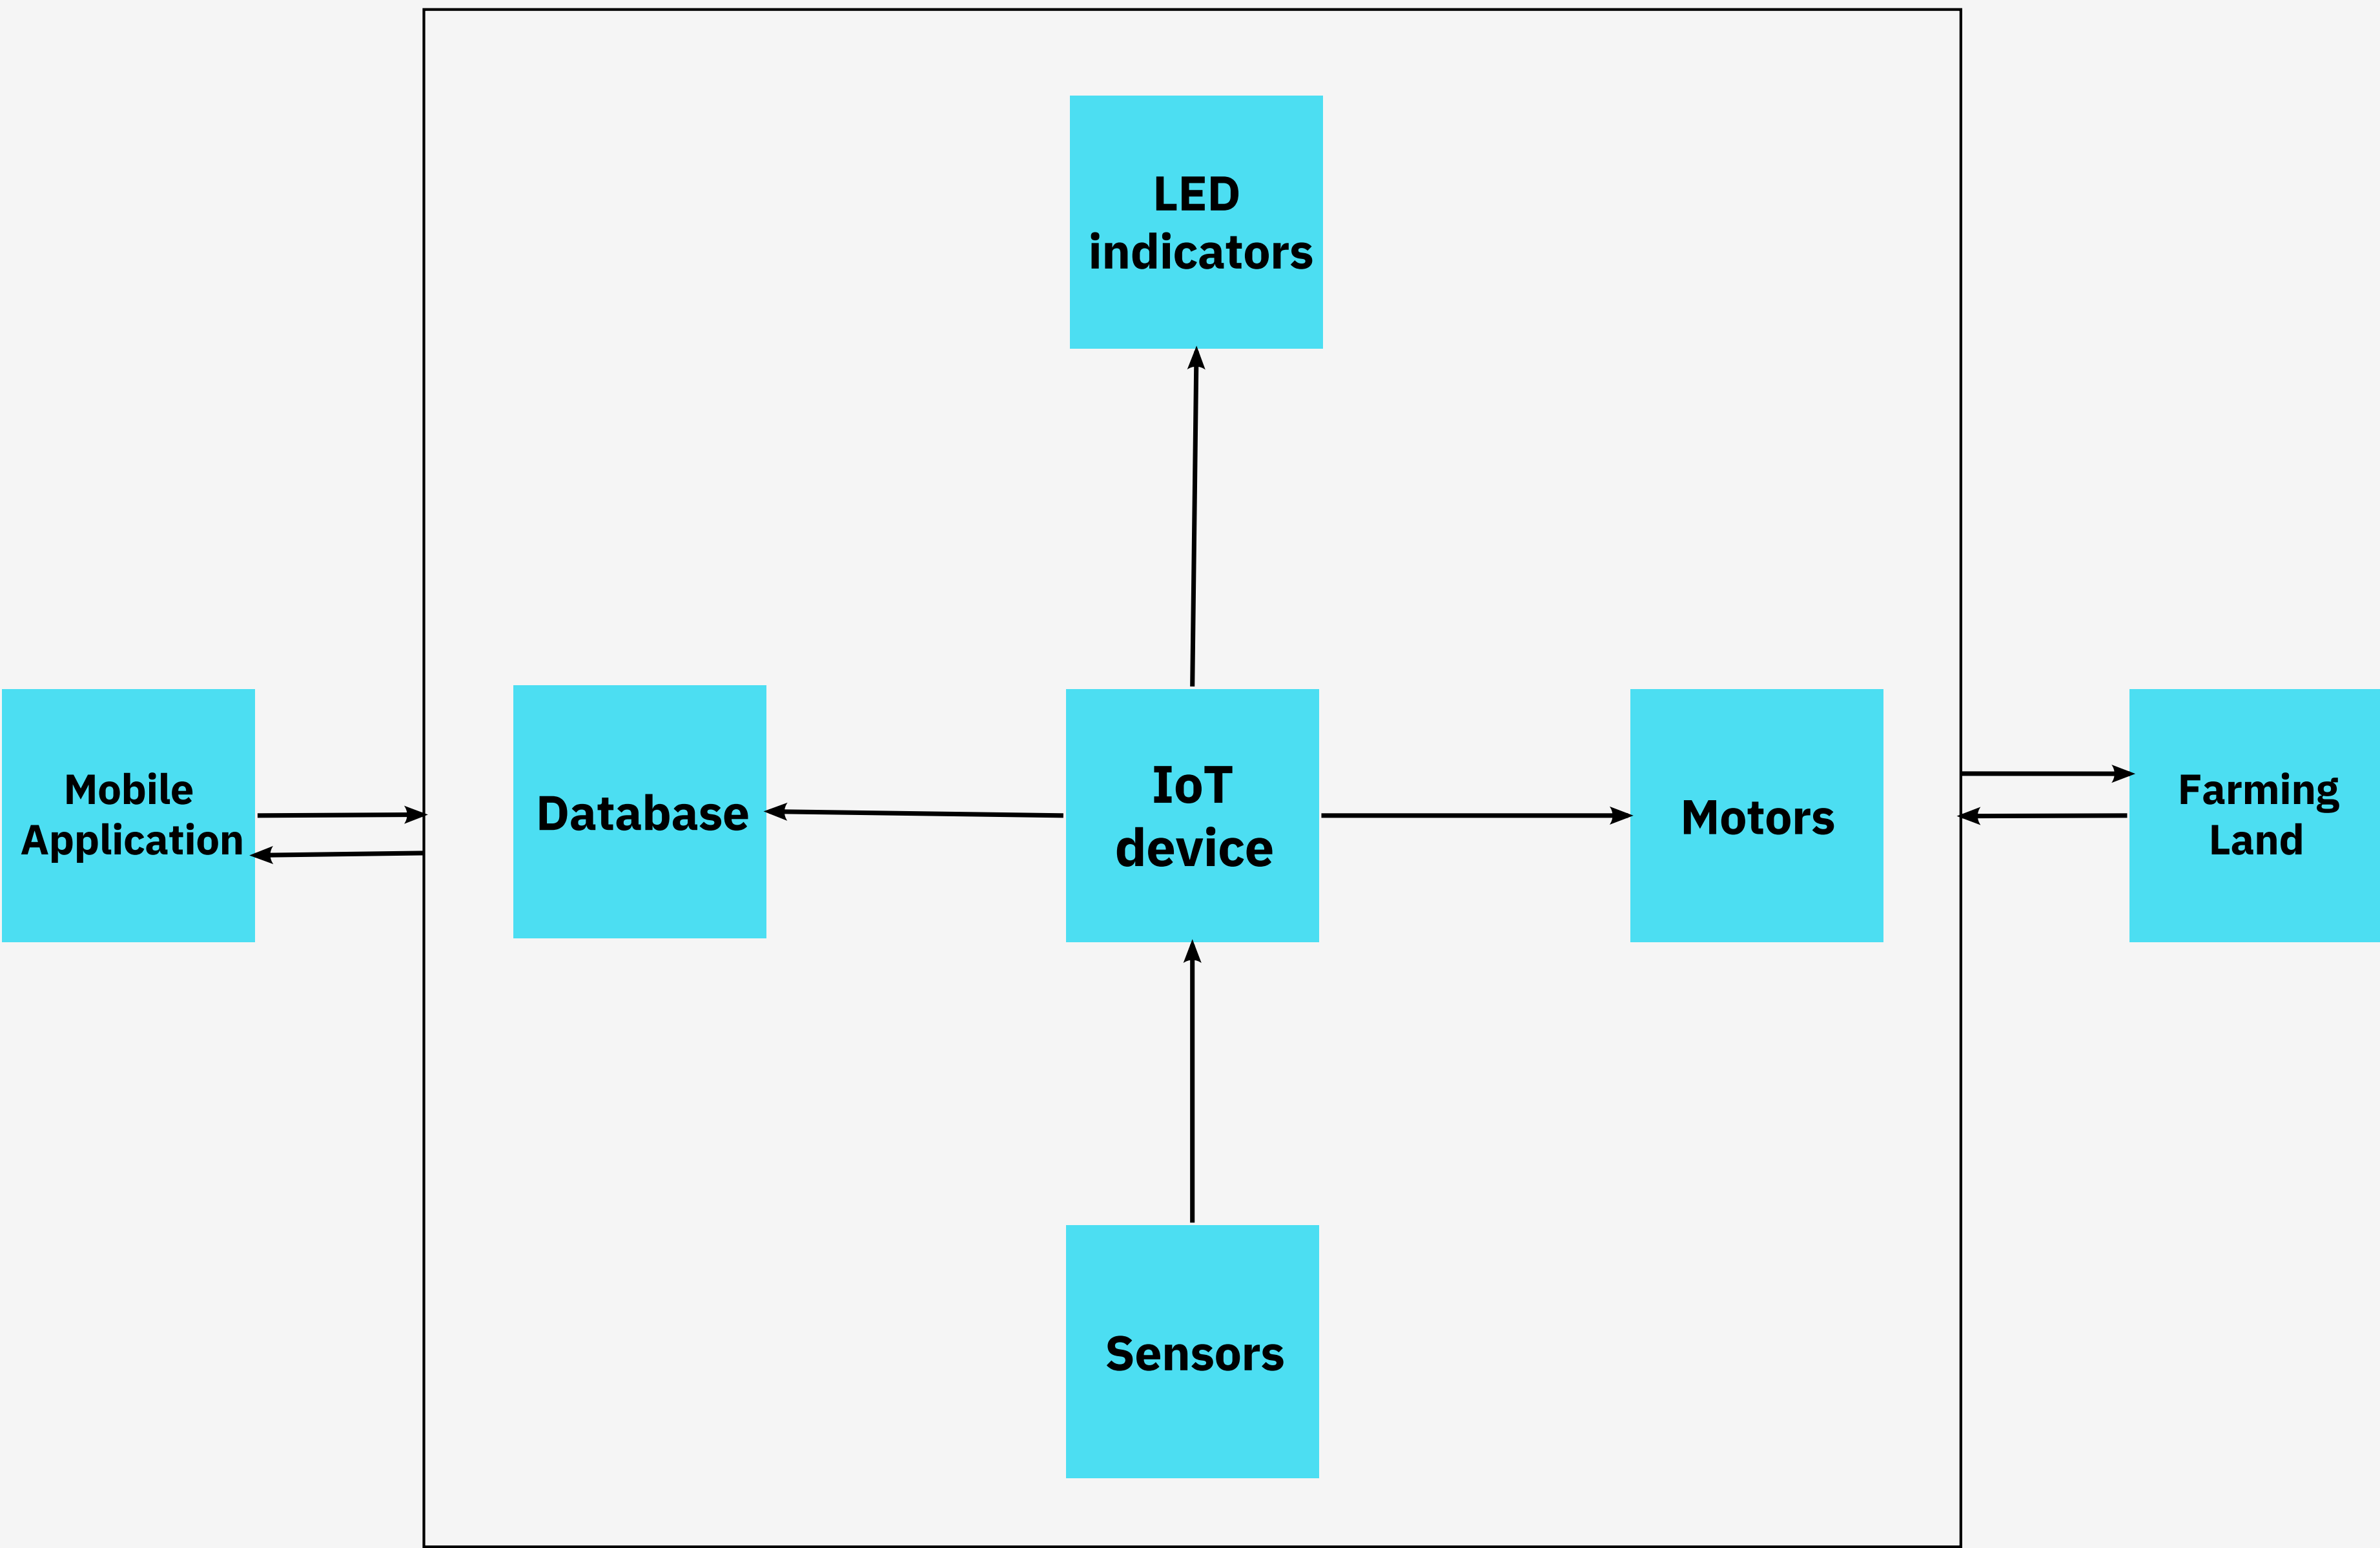 LED
indicators
Mobile
Application
Database
IoT
device
Motors
Farming
Land
Sensors